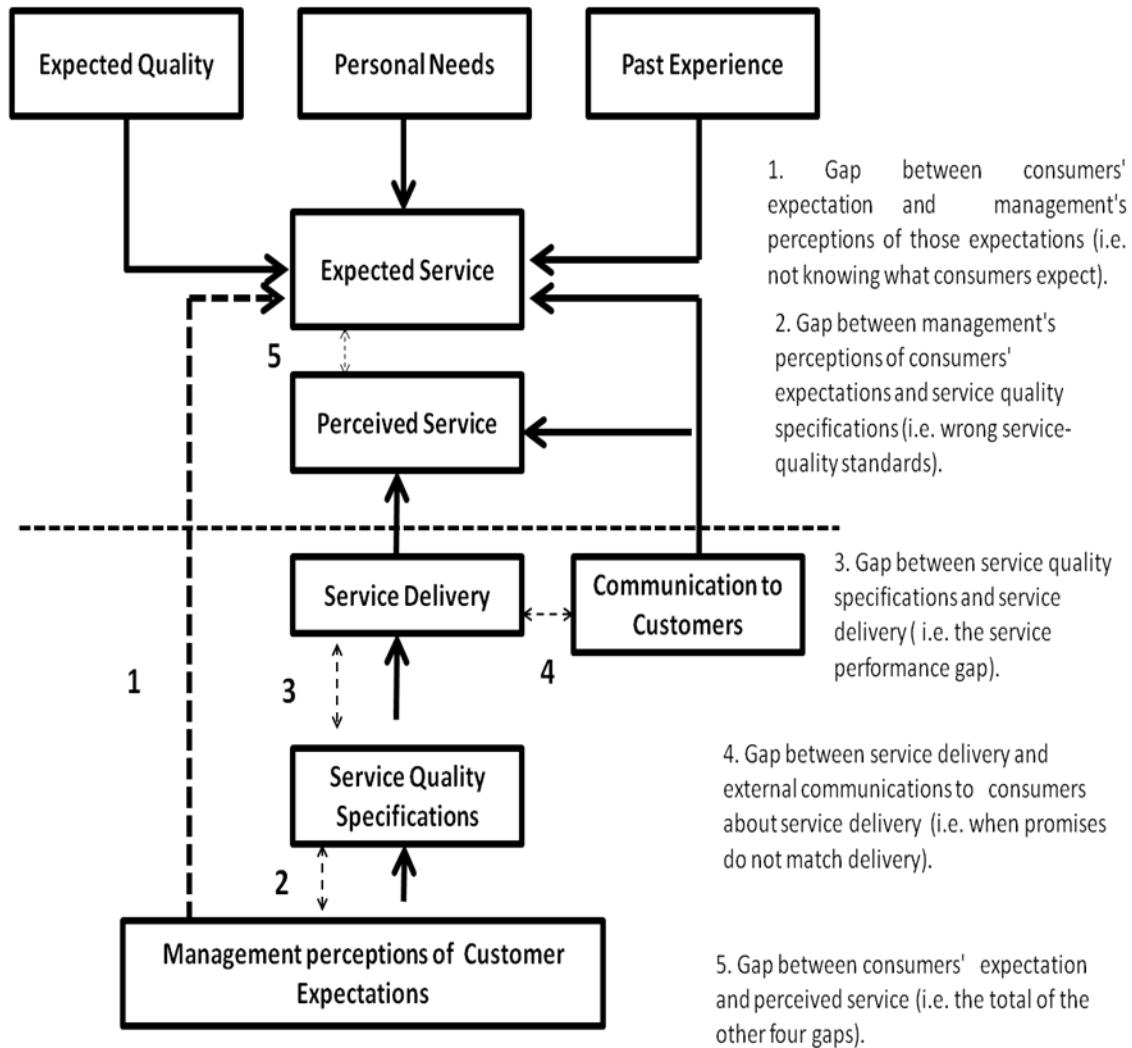 Expected Quality
Personal Needs
Past Experience
1. Gap between consumers'
expectation and management's
perceptions of those expectations (i.e.
not knowing what consumers expect).
Expected Service
2. Gap between management's
perceptions of consumers'
expectations and service quality
specifications (i.e. wrong service-
quality standards).
5
Perceived Service
3. Gap between service quality
specifications and service
delivery ( i.e. the service
performance gap).
Service Delivery
Communication to
Customers
1
3
4
4. Gap between service delivery and
external communications to consumers
about service delivery (i.e. when promises
do not match delivery).
Service Quality
Specifications
2
Management perceptions of Customer
Expectations
5. Gap between consumers' expectation
and perceived service (i.e. the total of the
other four gaps).